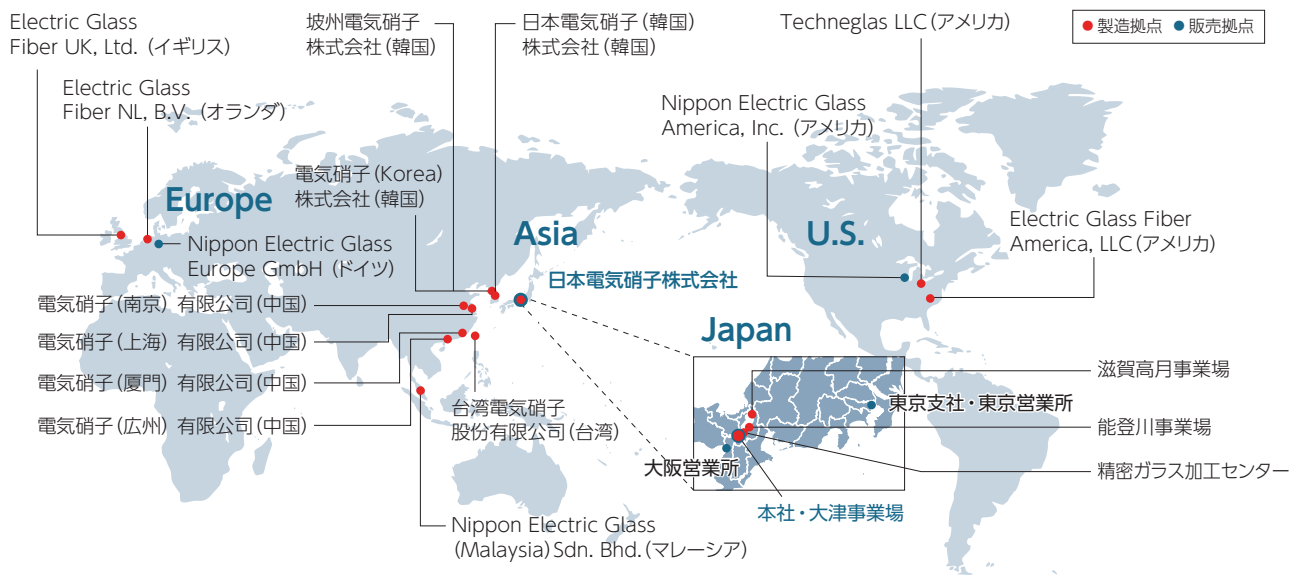 Electric Glass
Fiber UK, Ltd. (イギリス)
坡州電気硝子
株式会社(韓国)
日本電気硝子(韓国)
株式会社(韓国)
Techneglas LLC(アメリカ)
● 製造拠点 ● 販売拠点
Electric Glass
Fiber NL, B.V. (オランダ)
Nippon Electric Glass
America, Inc. (アメリカ)
電気硝子(Korea)
株式会社(韓国)
Europe
Asia
U.S.
Electric Glass Fiber
America, LLC(アメリカ)
Nippon Electric Glass
Europe GmbH (ドイツ)
日本電気硝子株式会社
電気硝子(南京) 有限公司(中国)
電気硝子(上海) 有限公司(中国)
電気硝子(厦門) 有限公司(中国)
電気硝子(広州) 有限公司(中国)
台湾電気硝子
股份有限公司(台湾)
Nippon Electric Glass
(Malaysia)Sdn. Bhd.(マレーシア)
Japan
滋賀高月事業場
東京支社・東京営業所
能登川事業場
大阪営業所
精密ガラス加工センター
本社・大津事業場